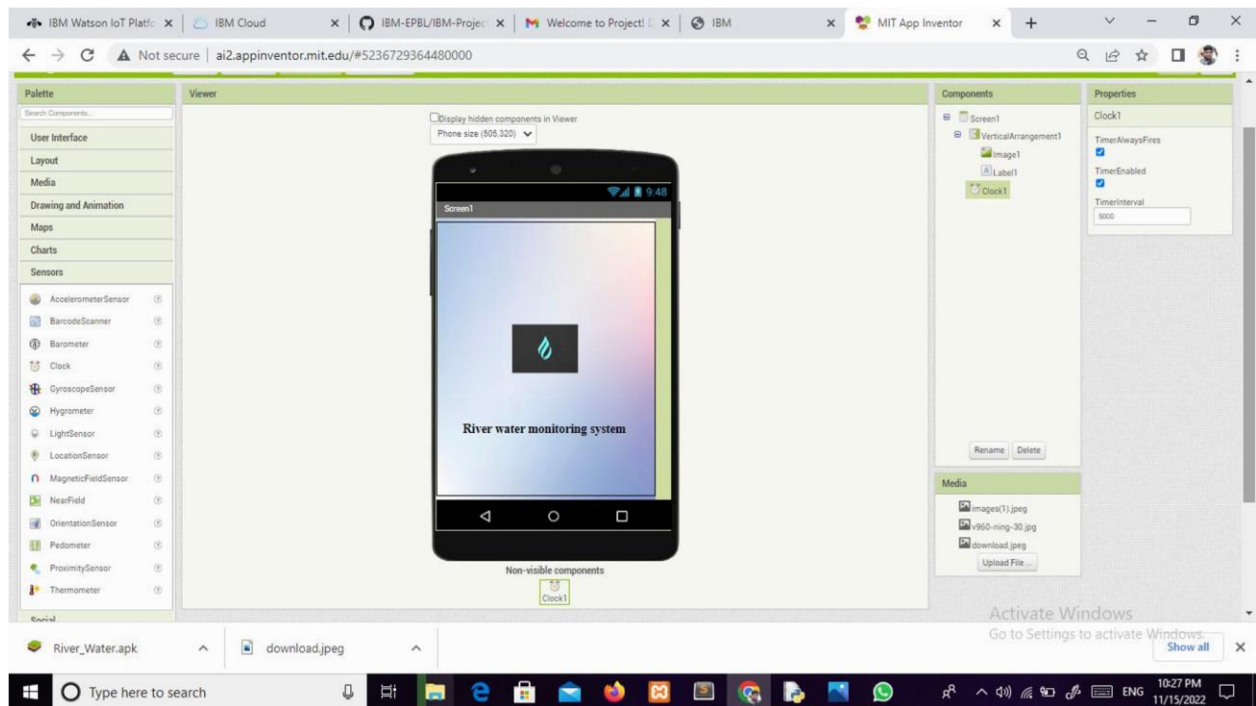 IBM Watson IoT Platfo
IBM Cloud
IBM-EPBL/IBM-Projec
Welcome to Project! D
IBM
MIT App Inventor
Not secure | ai2.appinventor.mit.edu/#5236729364480000
Palette
Search Components...
User Interface
Layout
Media
Drawing and Animation
Maps
Charts
Sensors
AccelerometerSensor
BarcodeScanner
Barometer
Clock
GyroscopeSensor
Hygrometer
LightSensor
LocationSensor
MagneticFieldSensor
NearField
OrientationSensor
Pedometer
ProximitySensor
Thermometer
Social
Viewer
Display hidden components in Viewer
Phone size (505,320)
9:48
Screen1
River water monitoring system
Non-visible components
Clock1
Components
Screen1
VerticalArrangement1
Image1
Label1
Clock1
Rename Delete
Media
images(1).jpeg
v960-ning-30.jpg
download.jpeg
Upload File ...
Properties
Clock1
TimerAlwaysFires
TimerEnabled
TimerInterval
Activate Windows
Go to Settings to activate Windows.
River_Water.apk
download.jpeg
Show all
Type here to search
ENG
10:27 PM
11/15/2022